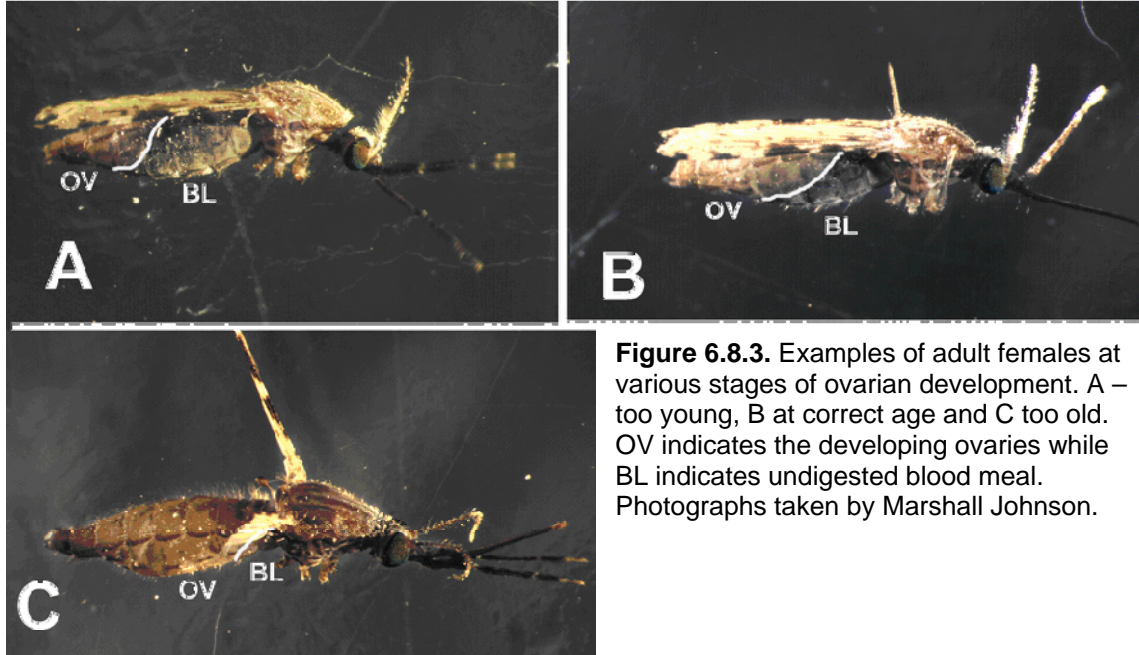 OV
BL
A
OV
BL
B
OV
BL
C
Figure 6.8.3. Examples of adult females at
various stages of ovarian development. A –
too young, B at correct age and C too old.
OV indicates the developing ovaries while
BL indicates undigested blood meal.
Photographs taken by Marshall Johnson.